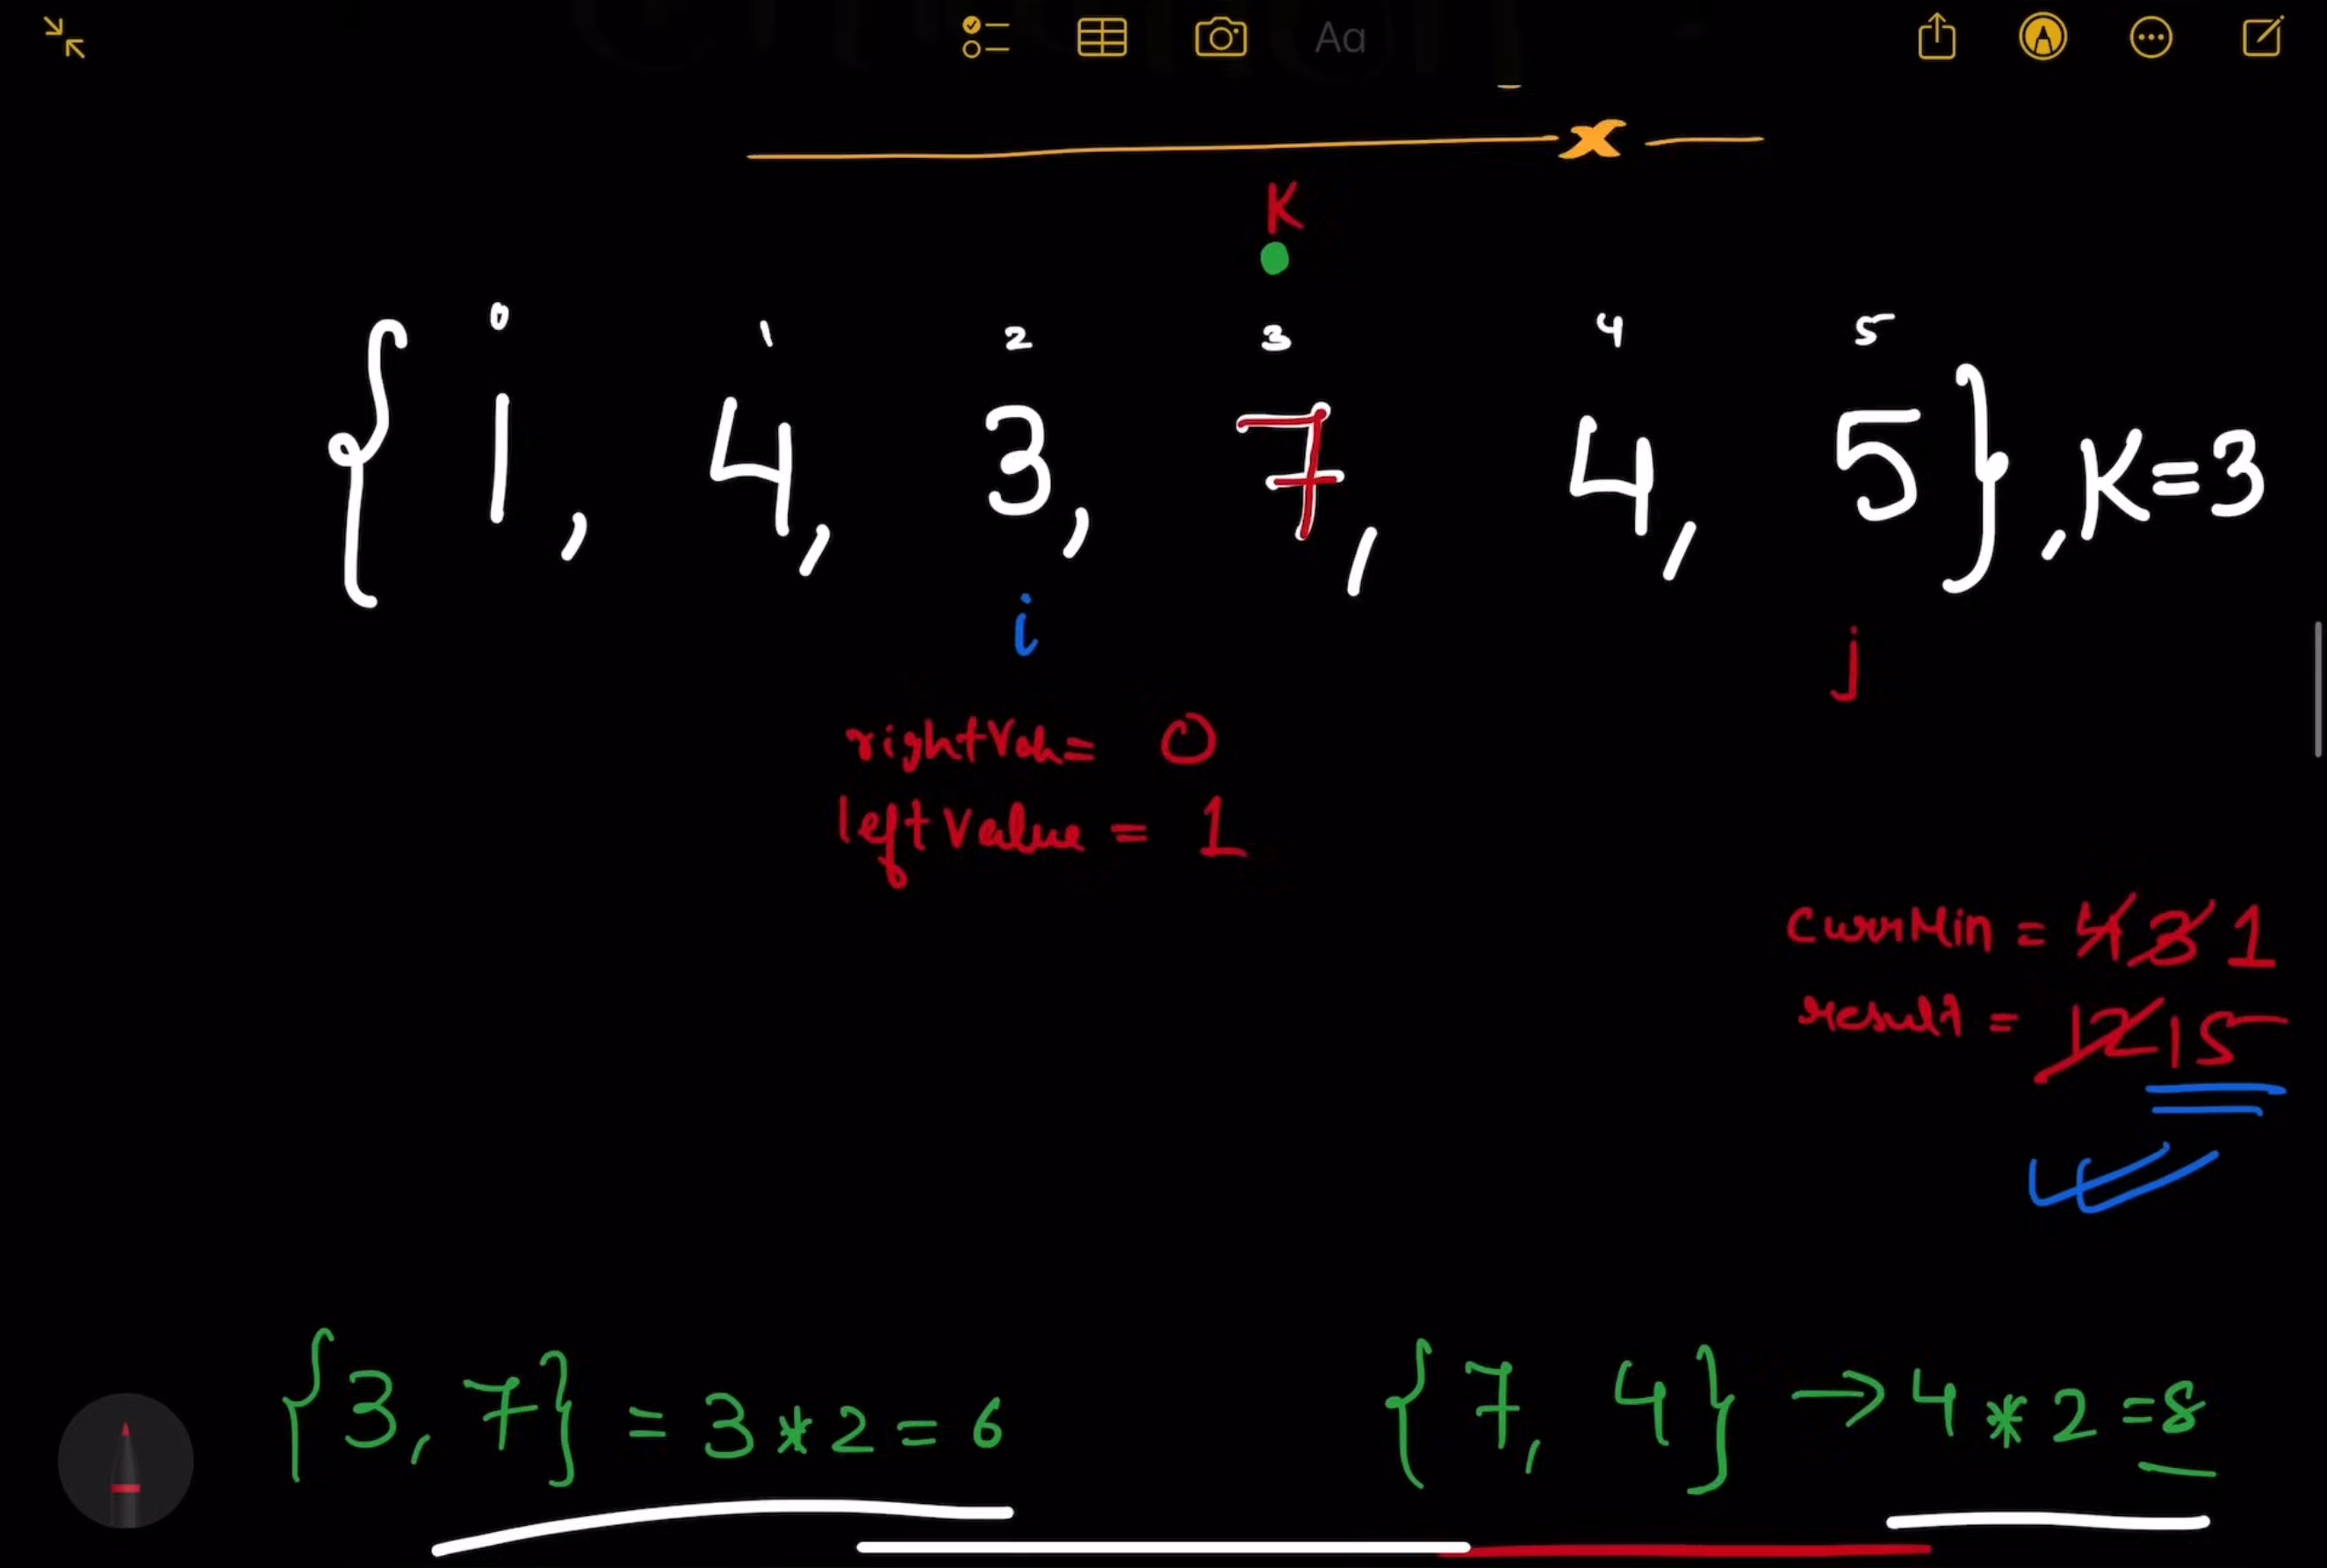 Aa
K
0 1 2 3 4 5
{ 1, 4, 3, 7, 4, 5 }, K=3
i
j
rightVal= 0
leftValue = 1
currMin = 4 3 1
result = 12 15
{3, 7} = 3 * 2 = 6
{7, 4} → 4 * 2 = 8